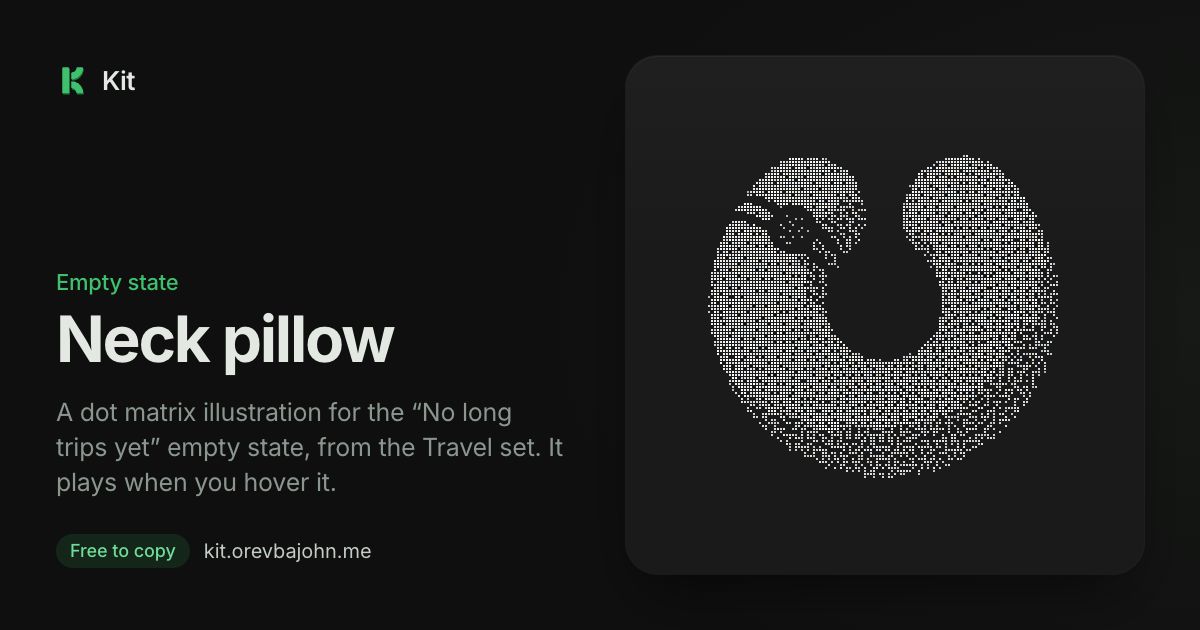 Kit
Empty state
Neck pillow
A dot matrix illustration for the “No long
trips yet” empty state, from the Travel set. It
plays when you hover it.
Free to copy
kit.orevbajohn.me